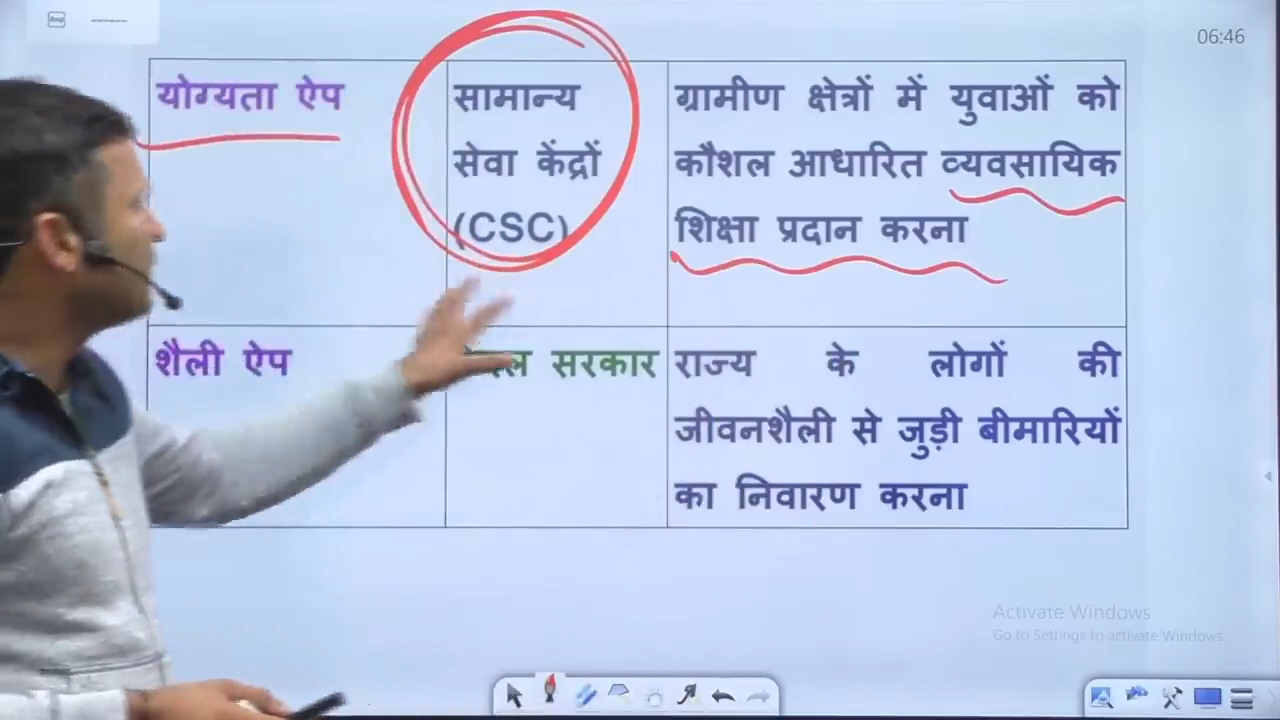 06:46
योग्यता ऐप
सामान्य
सेवा केंद्रों
(CSC)
ग्रामीण क्षेत्रों में युवाओं को
कौशल आधारित व्यवसायिक
शिक्षा प्रदान करना
शैली ऐप
सरकार
राज्य के लोगों की
जीवनशैली से जुड़ी बीमारियों
का निवारण करना
Activate Windows
Go to Settings to activate Windows.